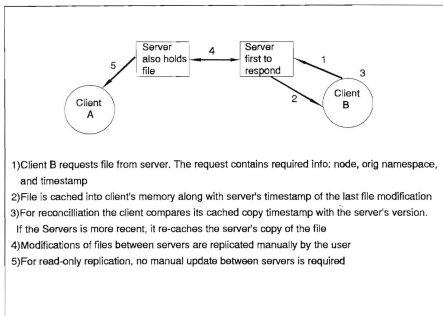 Server
also holds
file
Server
first to
respond
4
5
1
3
2
Client
A
Client
B
1)Client B requests file from server. The request contains required info: node, orig namespace,
and timestamp
2)File is cached into client's memory along with server's timestamp of the last file modification
3)For reconcilliation the client compares its cached copy timestamp with the server's version.
If the Servers is more recent, it re-caches the server's copy of the file
4)Modifications of files between servers are replicated manually by the user
5)For read-only replication, no manual update between servers is required